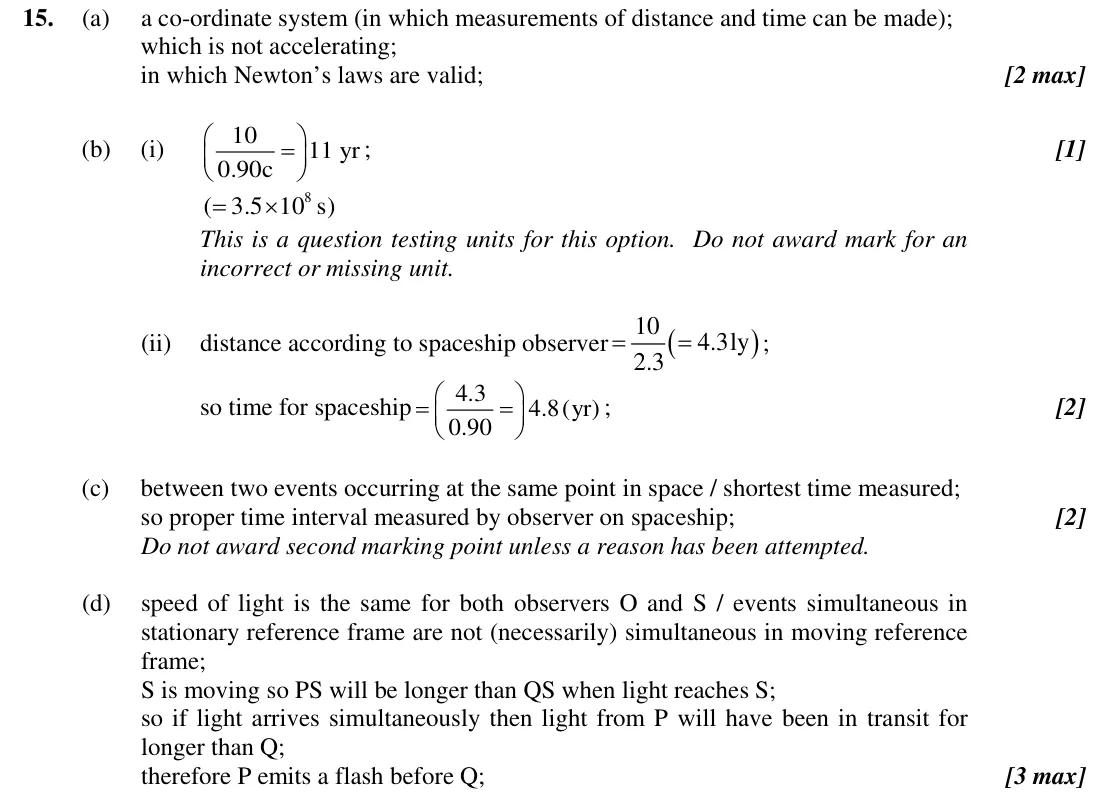 15. (a) a co-ordinate system (in which measurements of distance and time can be made);
which is not accelerating;
in which Newton's laws are valid; [2 max]
(b) (i) (10/0.90c =) 11 yr; [1]
(= 3.5×10⁸ s)
This is a question testing units for this option. Do not award mark for an
incorrect or missing unit.
(ii) distance according to spaceship observer = 10/2.3 (= 4.3ly);
so time for spaceship = (4.3/0.90 =) 4.8 (yr); [2]
(c) between two events occurring at the same point in space / shortest time measured;
so proper time interval measured by observer on spaceship; [2]
Do not award second marking point unless a reason has been attempted.
(d) speed of light is the same for both observers O and S / events simultaneous in
stationary reference frame are not (necessarily) simultaneous in moving reference
frame;
S is moving so PS will be longer than QS when light reaches S;
so if light arrives simultaneously then light from P will have been in transit for
longer than Q;
therefore P emits a flash before Q; [3 max]